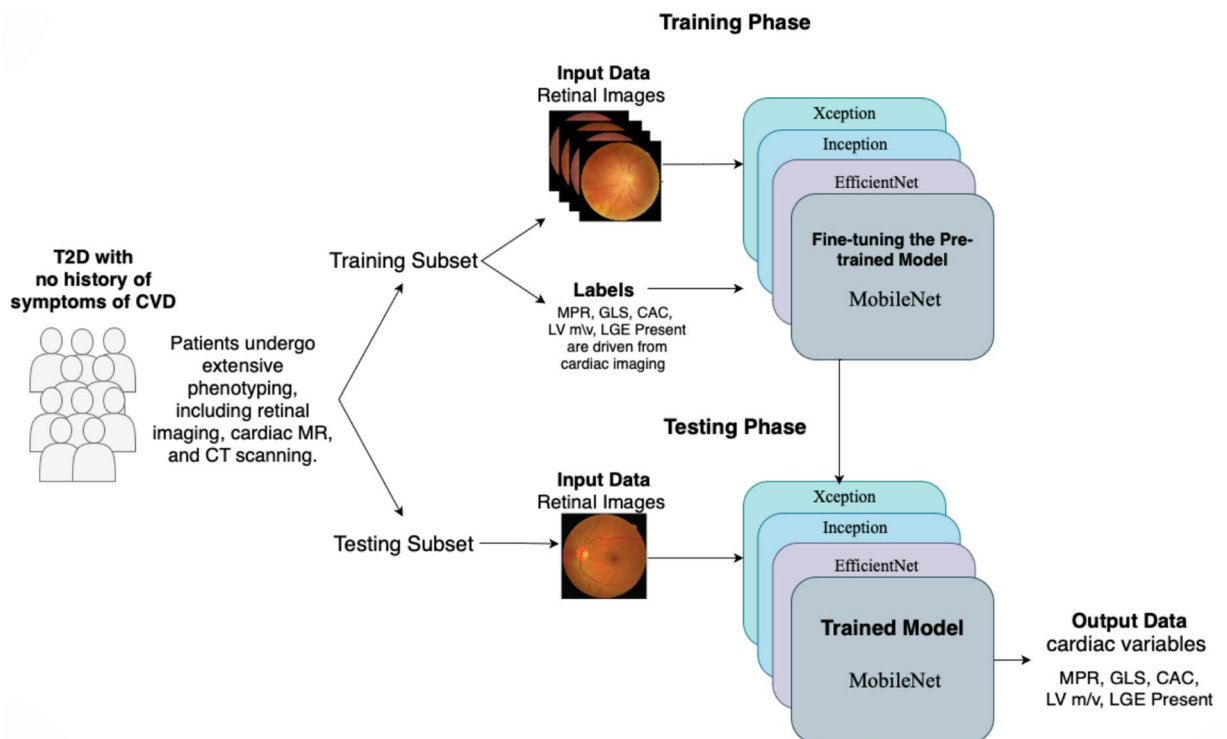 Training Phase
Input Data
Retinal Images
Xception
Inception
EfficientNet
Fine-tuning the Pre-
trained Model
MobileNet
T2D with
no history of
symptoms of CVD
Patients undergo
extensive
phenotyping,
including retinal
imaging, cardiac MR,
and CT scanning.
Training Subset
Labels
MPR, GLS, CAC,
LV m\v, LGE Present
are driven from
cardiac imaging
Testing Phase
Testing Subset
Input Data
Retinal Images
Xception
Inception
EfficientNet
Trained Model
MobileNet
Output Data
cardiac variables
MPR, GLS, CAC,
LV m/v, LGE Present